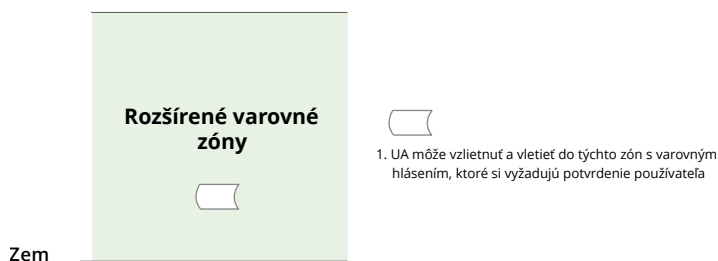 Rozšírené varovné
zóny
1. UA môže vzlietnuť a vletieť do týchto zón s varovným
hlásením, ktoré si vyžadujú potvrdenie používateľa
Zem